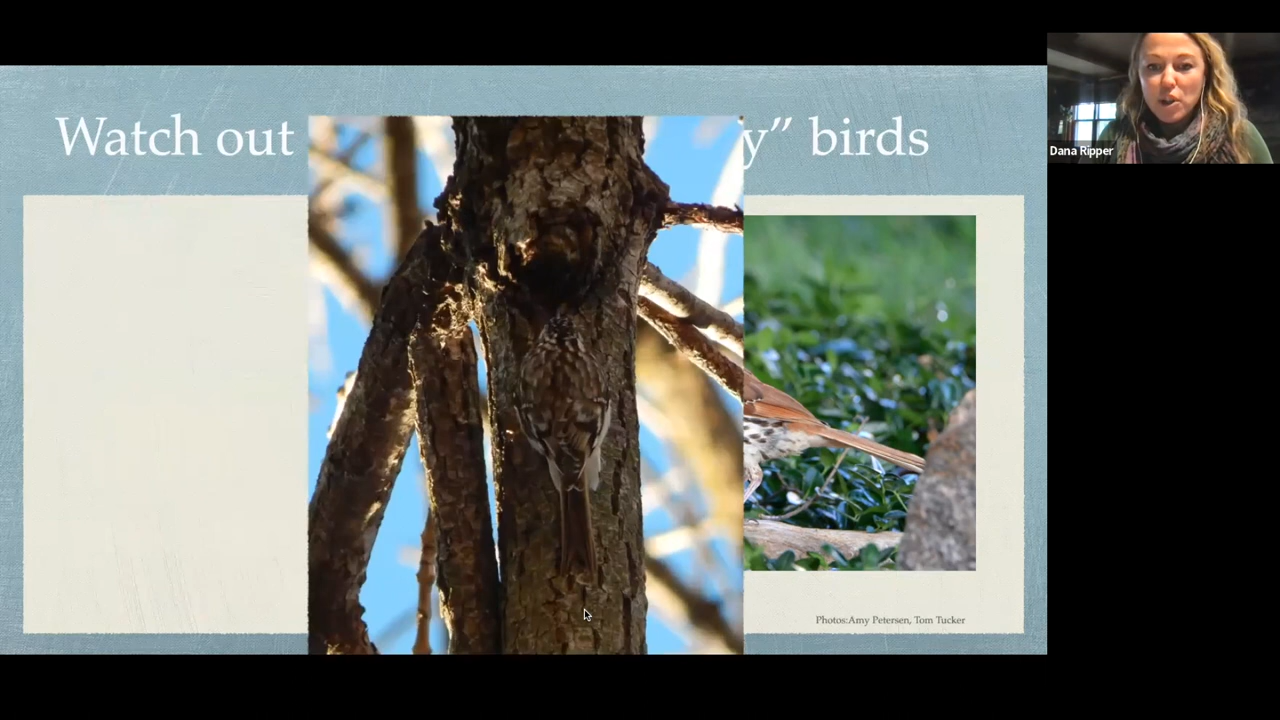 Watch out y” birds
Dana Ripper
Photos:Amy Petersen, Tom Tucker